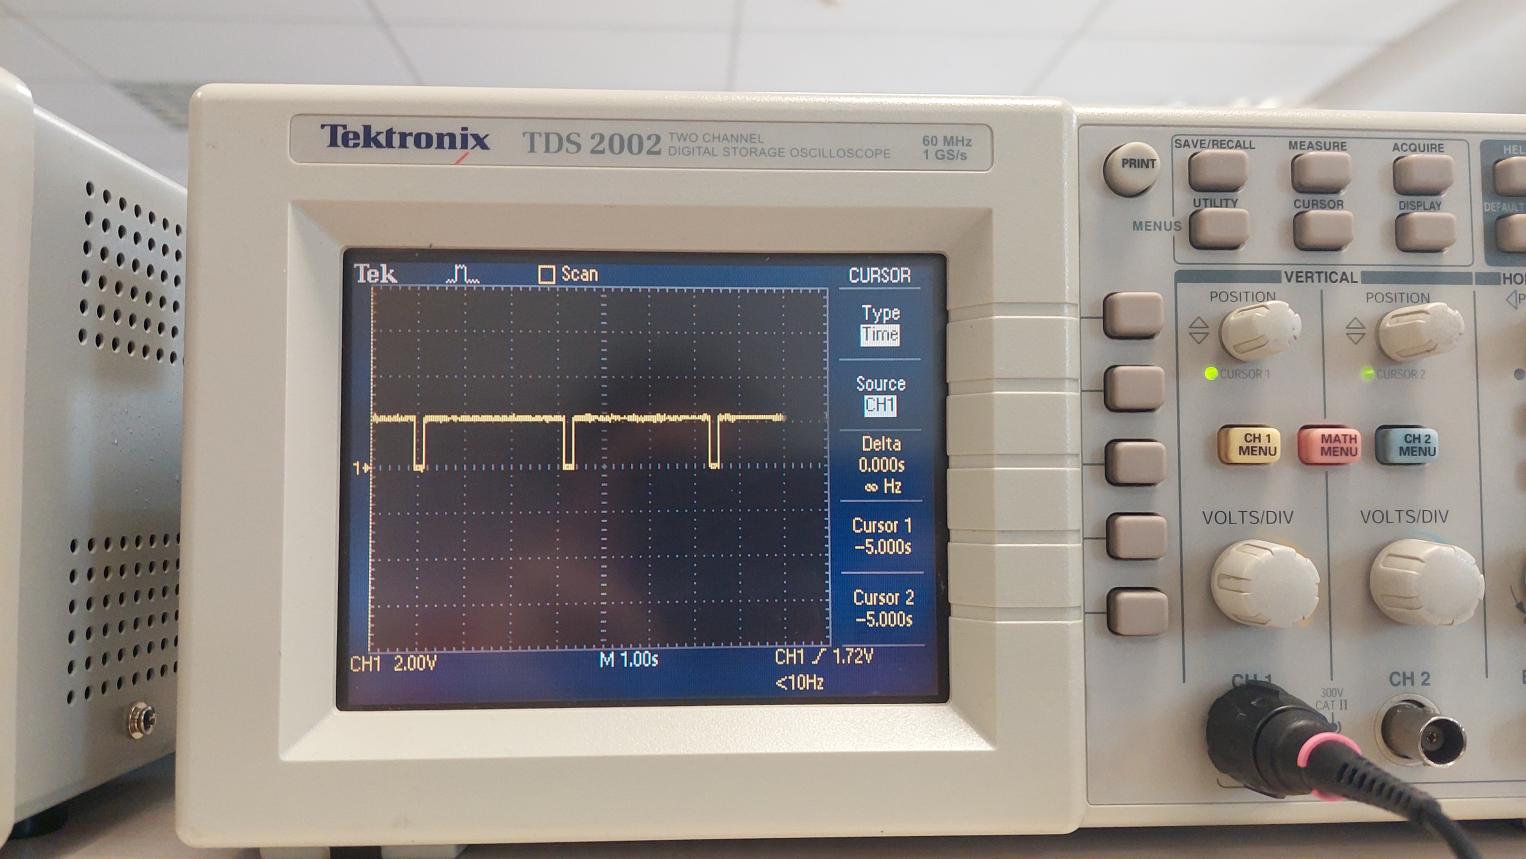 Tektronix TDS 2002 TWO CHANNEL
DIGITAL STORAGE OSCILLOSCOPE
60 MHz
1 GS/s
Tek
Scan
CURSOR
Type
Time
Source
CH1
Delta
0.000s
∞ Hz
Cursor 1
-5.000s
Cursor 2
-5.000s
1
CH1 2.00V
M 1.00s
CH1 1.72V
<10Hz
PRINT
SAVE/RECALL
MEASURE
ACQUIRE
MENUS
UTILITY
CURSOR
DISPLAY
HEL
DEFAULT
VERTICAL
HO
POSITION
POSITION
CURSOR 1
CURSOR 2
CH 1
MENU
MATH
MENU
CH 2
MENU
VOLTS/DIV
VOLTS/DIV
CH 1
300V
CAT II
CH 2